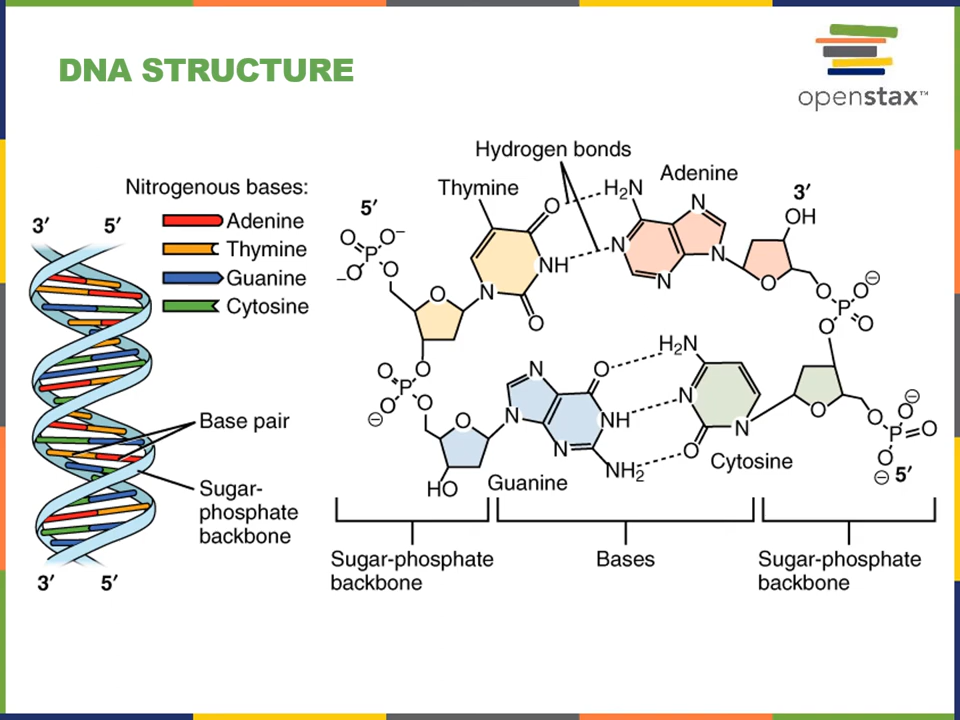 DNA STRUCTURE
openstax™
Nitrogenous bases:
Adenine
Thymine
Guanine
Cytosine
3′ 5′
Base pair
Sugar-
phosphate
backbone
3′ 5′
Hydrogen bonds
Thymine
Adenine
5′
3′
O
H₂N
OH
O
O⁻
P
⁻O
O
N
N
NH
N
N
N
O
O
O
O
P
O
O
⊖
O
N
O
H₂N
O
P
O
O
⊖
O
N
NH
N
N
NH₂
N
N
O
O
O
O
P
O
O
⊖
⊖
5′
HO
Guanine
Cytosine
Sugar-phosphate
backbone
Bases
Sugar-phosphate
backbone